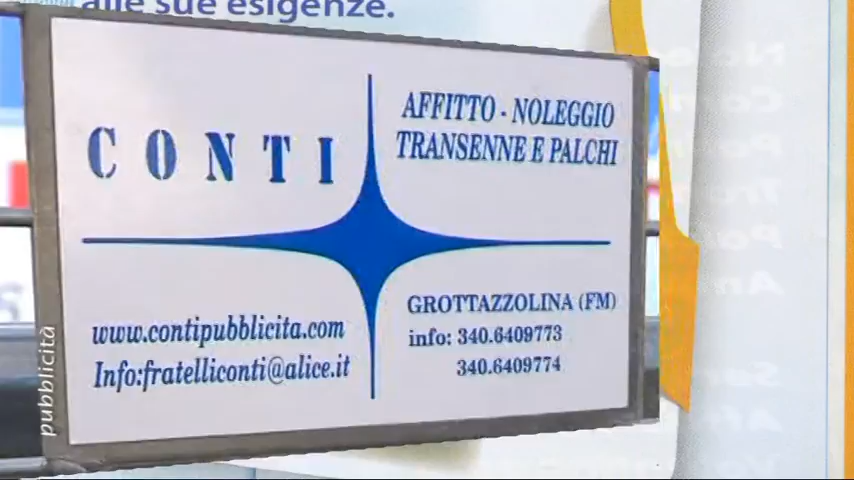 alle sue esigenze.
CONTI
AFFITTO - NOLEGGIO
TRANSENNE E PALCHI
www.contipubblicita.com
Info:fratelliconti@alice.it
GROTTAZZOLINA (FM)
info: 340.6409773
340.6409774
pubblicità